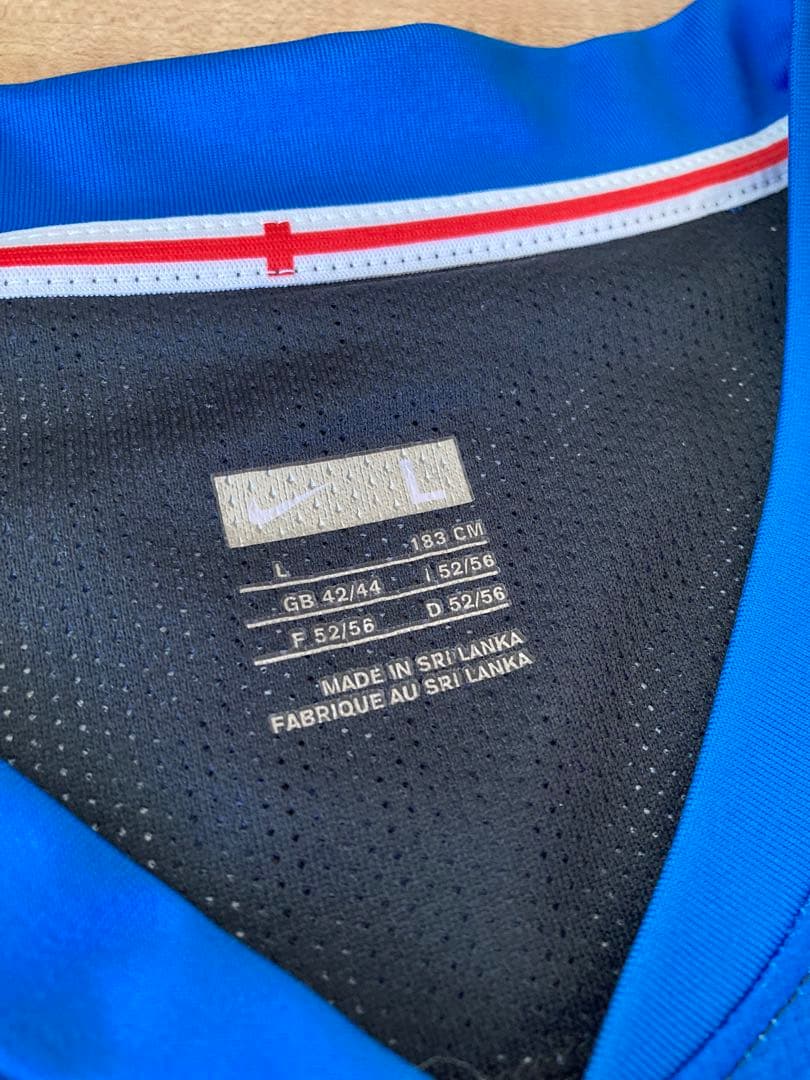 L
L 183 CM
GB 42/44 I 52/56
F 52/56 D 52/56
MADE IN SRI LANKA
FABRIQUE AU SRI LANKA